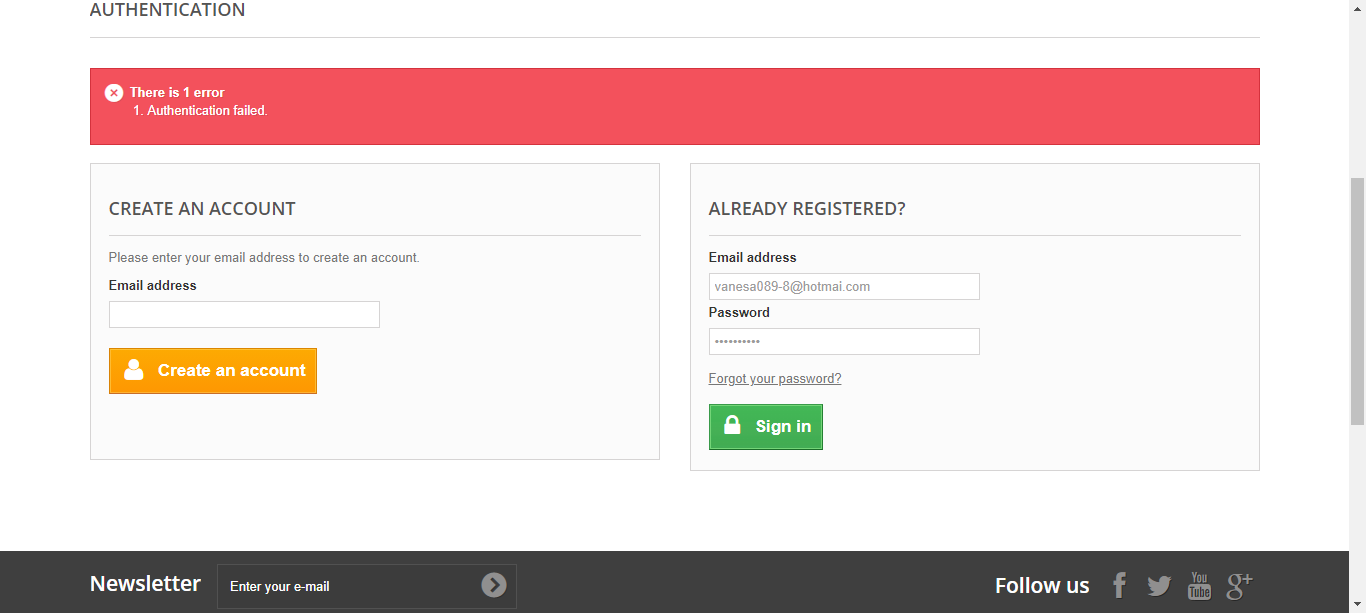 AUTHENTICATION
There is 1 error
1. Authentication failed.
CREATE AN ACCOUNT
Please enter your email address to create an account.
Email address
Create an account
ALREADY REGISTERED?
Email address
vanesa089-8@hotmai.com
Password
••••••••••
Forgot your password?
Sign in
Newsletter
Enter your e-mail
Follow us
You
Tube
g+